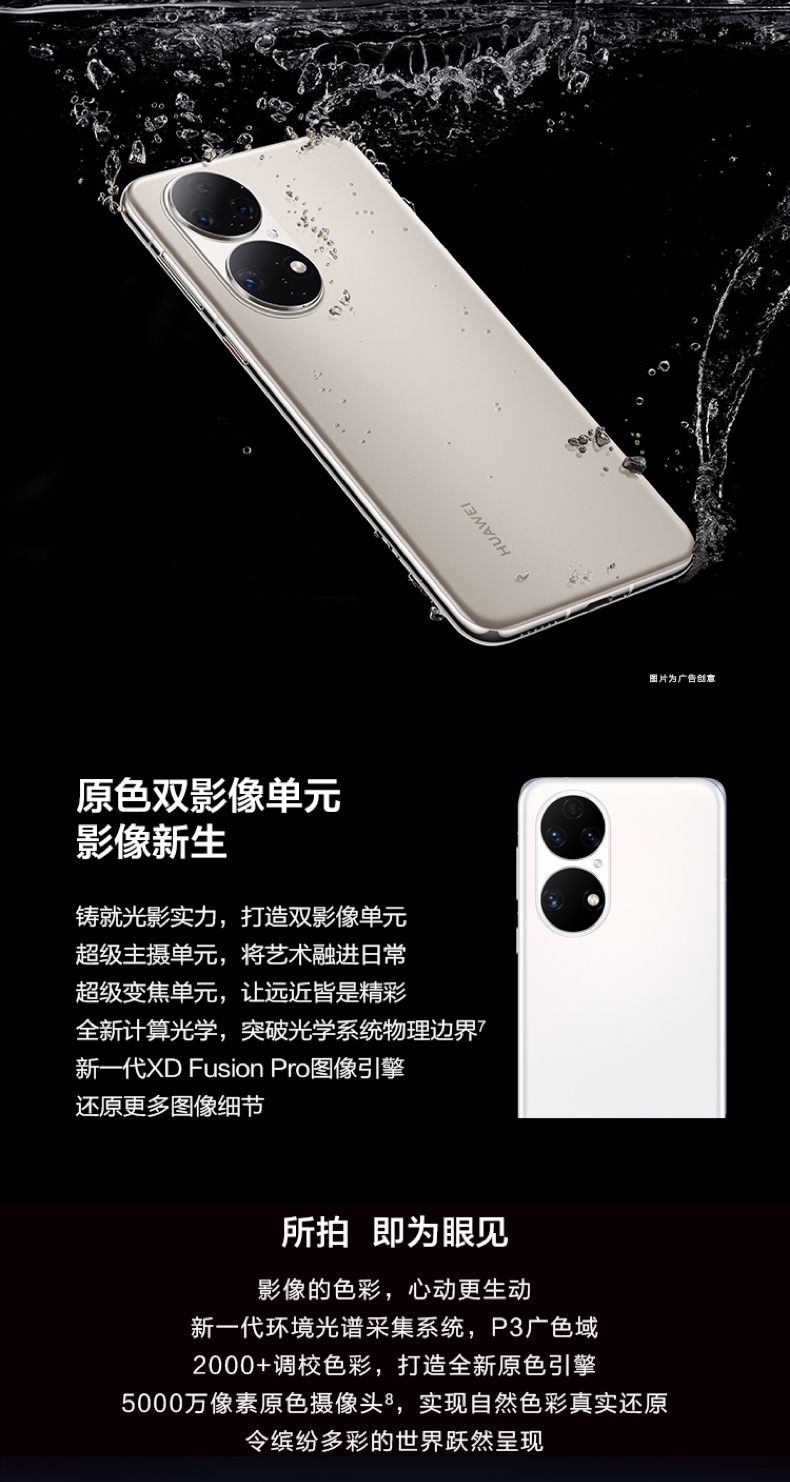 HUAWEI
图片为广告创意
原色双影像单元
影像新生
铸就光影实力，打造双影像单元
超级主摄单元，将艺术融进日常
超级变焦单元，让远近皆是精彩
全新计算光学，突破光学系统物理边界⁷
新一代XD Fusion Pro图像引擎
还原更多图像细节
所拍 即为眼见
影像的色彩，心动更生动
新一代环境光谱采集系统，P3广色域
2000+调校色彩，打造全新原色引擎
5000万像素原色摄像头⁸，实现自然色彩真实还原
令缤纷多彩的世界跃然呈现